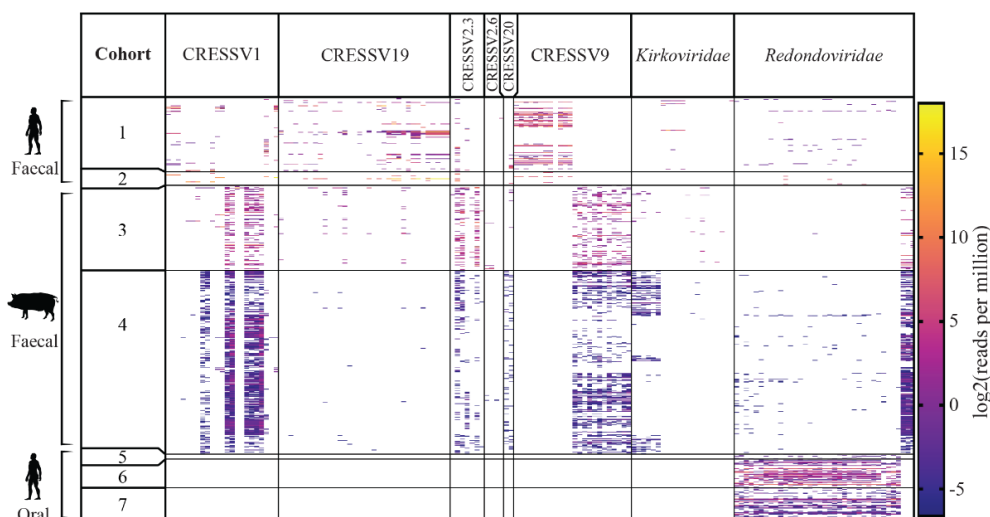 Cohort CRESSV1 CRESSV19 CRESSV2.3 CRESSV2.6 CRESSV20 CRESSV9 Kirkoviridae Redondoviridae
1
Faecal
2
3
4
Faecal
5
6
7
Oral
15
10
5
0
-5
log2(reads per million)